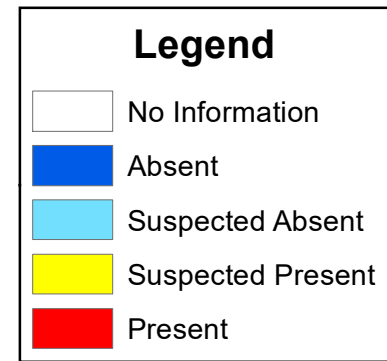 Legend
No Information
Absent
Suspected Absent
Suspected Present
Present